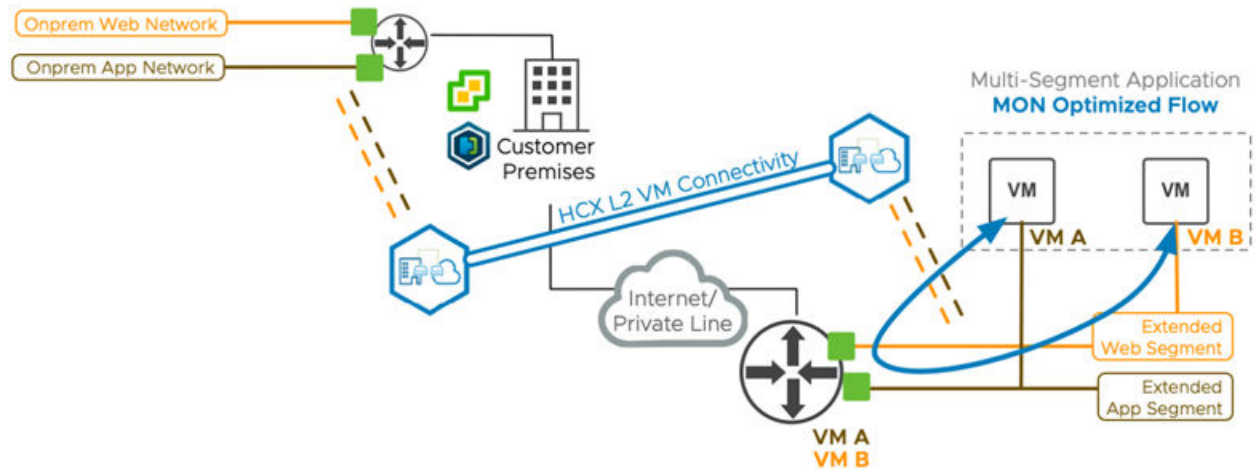 Onprem Web Network
Onprem App Network
Customer
Premises
Multi-Segment Application
MON Optimized Flow
HCX L2 VM Connectivity
VM
VM
VM A
VM B
Internet/
Private Line
Extended
Web Segment
Extended
App Segment
VM A
VM B